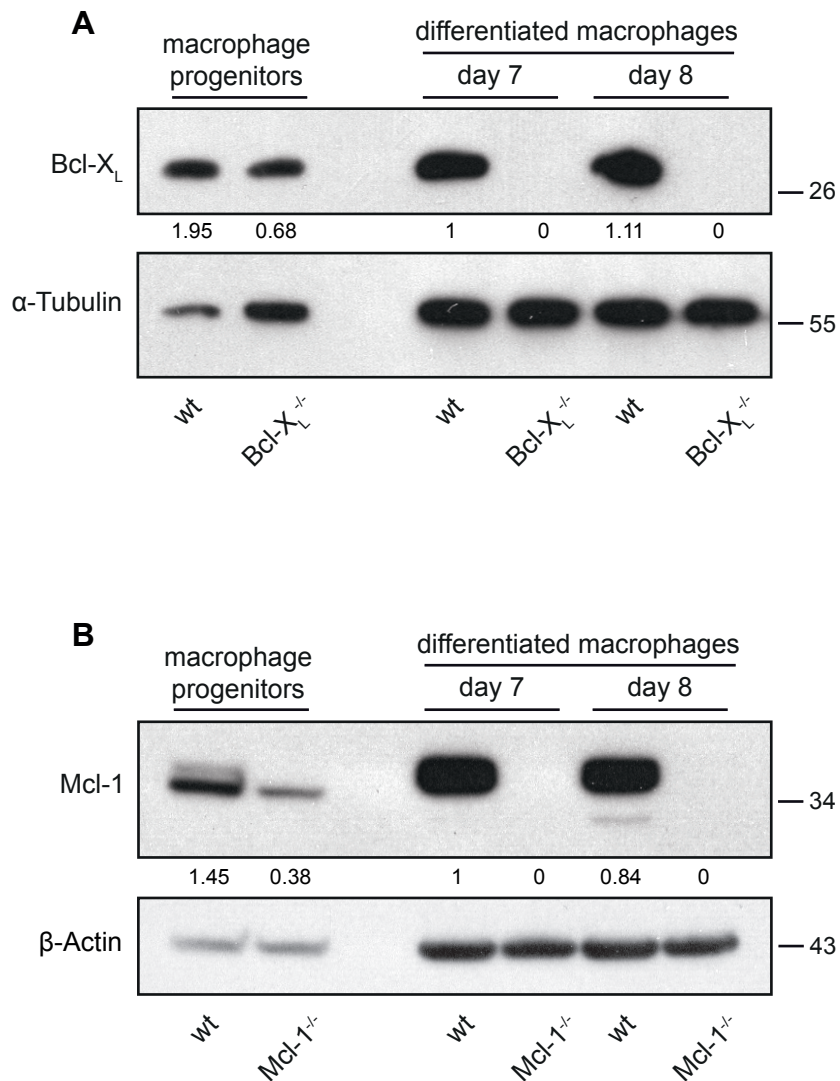 A
macrophage
progenitors
differentiated macrophages
day 7 day 8
Bcl-XL
26
1.95 0.68 1 0 1.11 0
α-Tubulin
55
wt Bcl-XL-/- wt Bcl-XL-/- wt Bcl-XL-/-
B
macrophage
progenitors
differentiated macrophages
day 7 day 8
Mcl-1
34
1.45 0.38 1 0 0.84 0
β-Actin
43
wt Mcl-1-/- wt Mcl-1-/- wt Mcl-1-/-